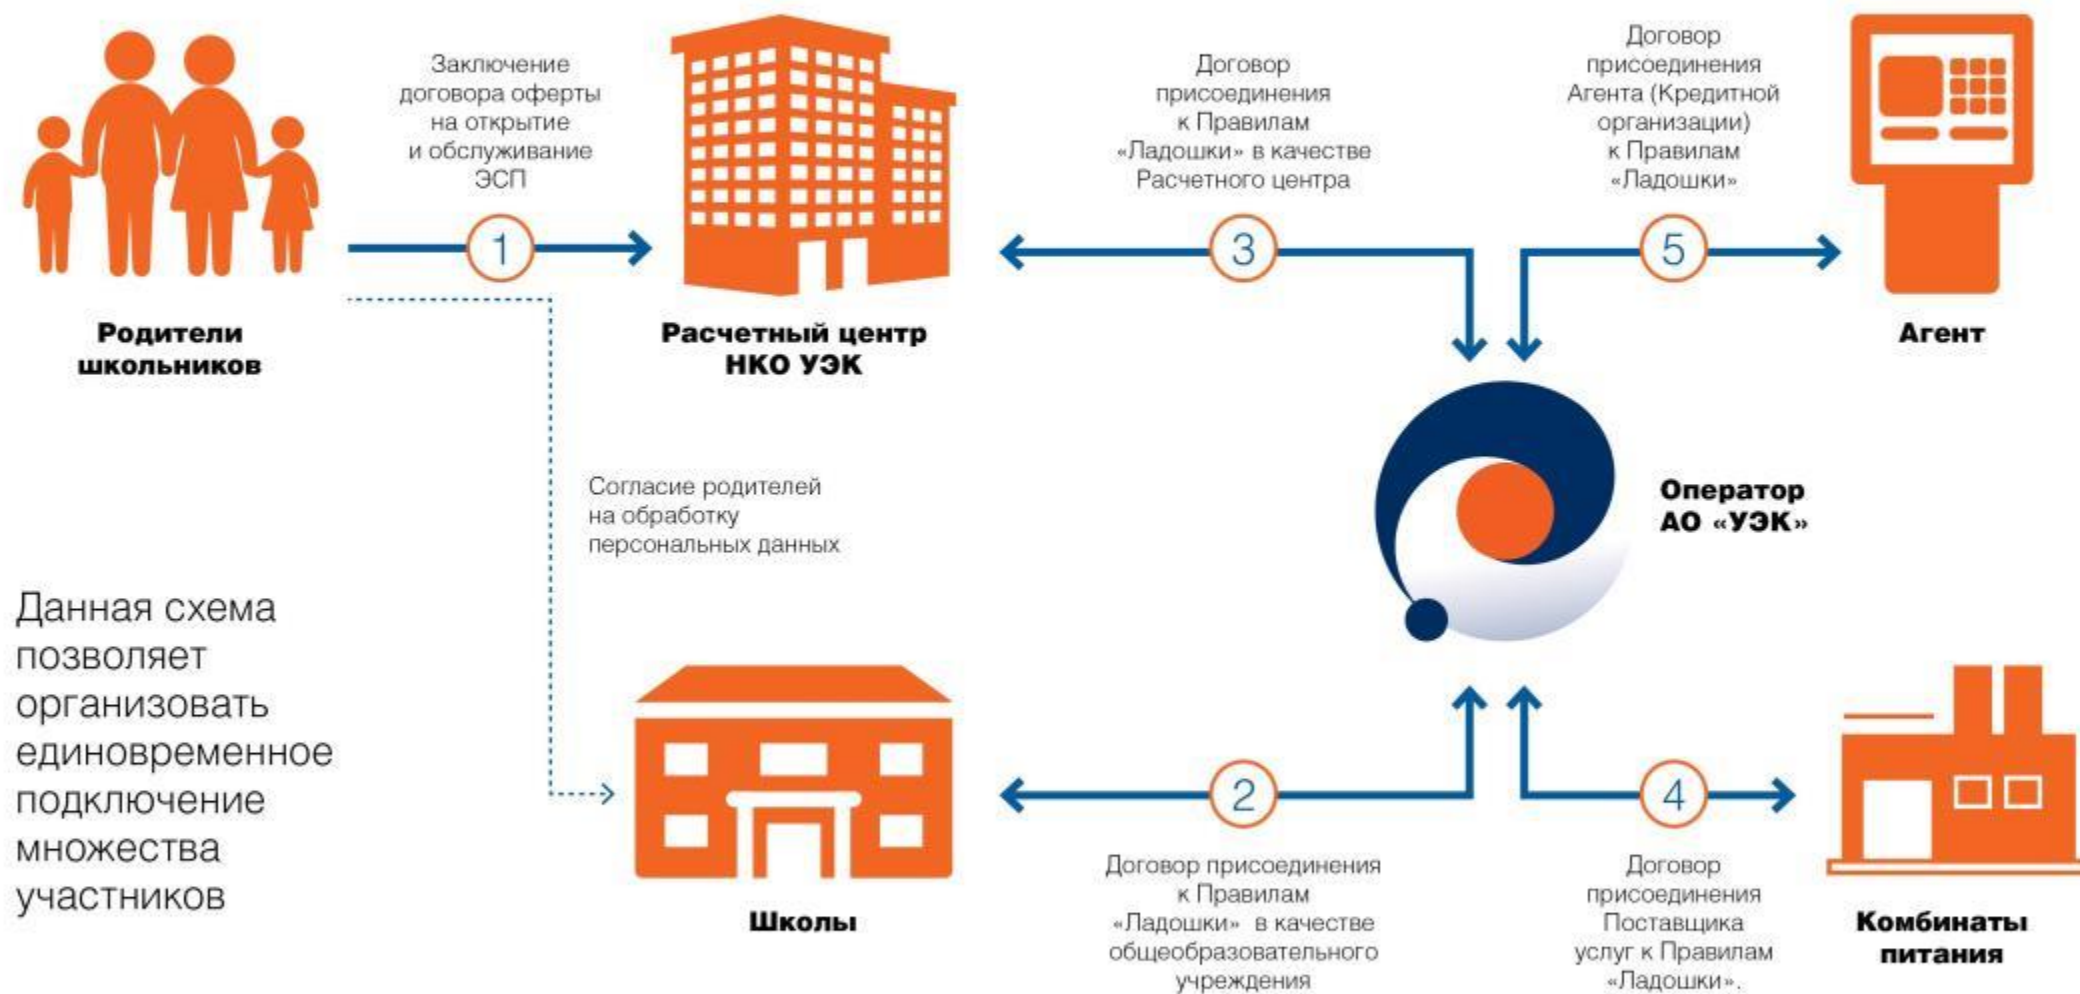 Заключение
договора оферты
на открытие
и обслуживание
ЭСП
1
Родители
школьников
Расчетный центр
НКО УЭК
Договор
присоединения
к Правилам
«Ладошки» в качестве
Расчетного центра
3
Договор
присоединения
Агента (Кредитной
организации)
к Правилам
«Ладошки»
5
Агент
Согласие родителей
на обработку
персональных данных
Оператор
АО «УЭК»
Данная схема
позволяет
организовать
единовременное
подключение
множества
участников
Школы
2
Договор присоединения
к Правилам
«Ладошки» в качестве
общеобразовательного
учреждения
4
Договор
присоединения
Поставщика
услуг к Правилам
«Ладошки».
Комбинаты
питания